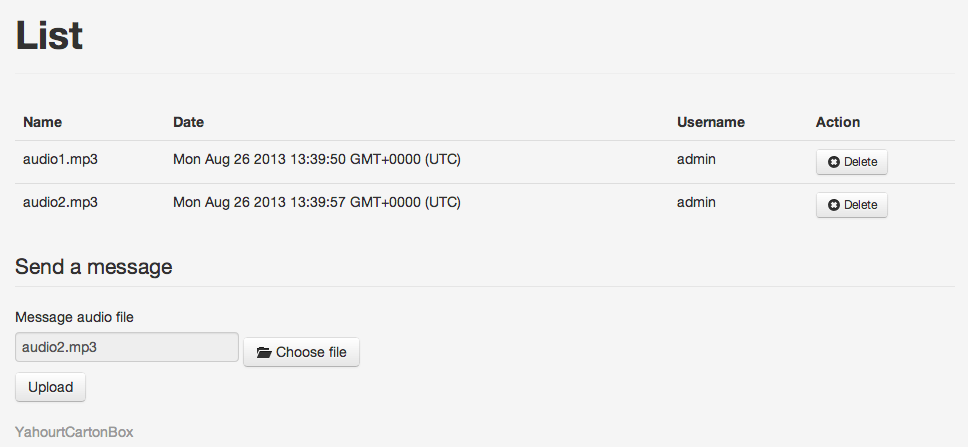 List
Name Date Username Action
audio1.mp3 Mon Aug 26 2013 13:39:50 GMT+0000 (UTC) admin Delete
audio2.mp3 Mon Aug 26 2013 13:39:57 GMT+0000 (UTC) admin Delete
Send a message
Message audio file
audio2.mp3 Choose file
Upload
YahourtCartonBox